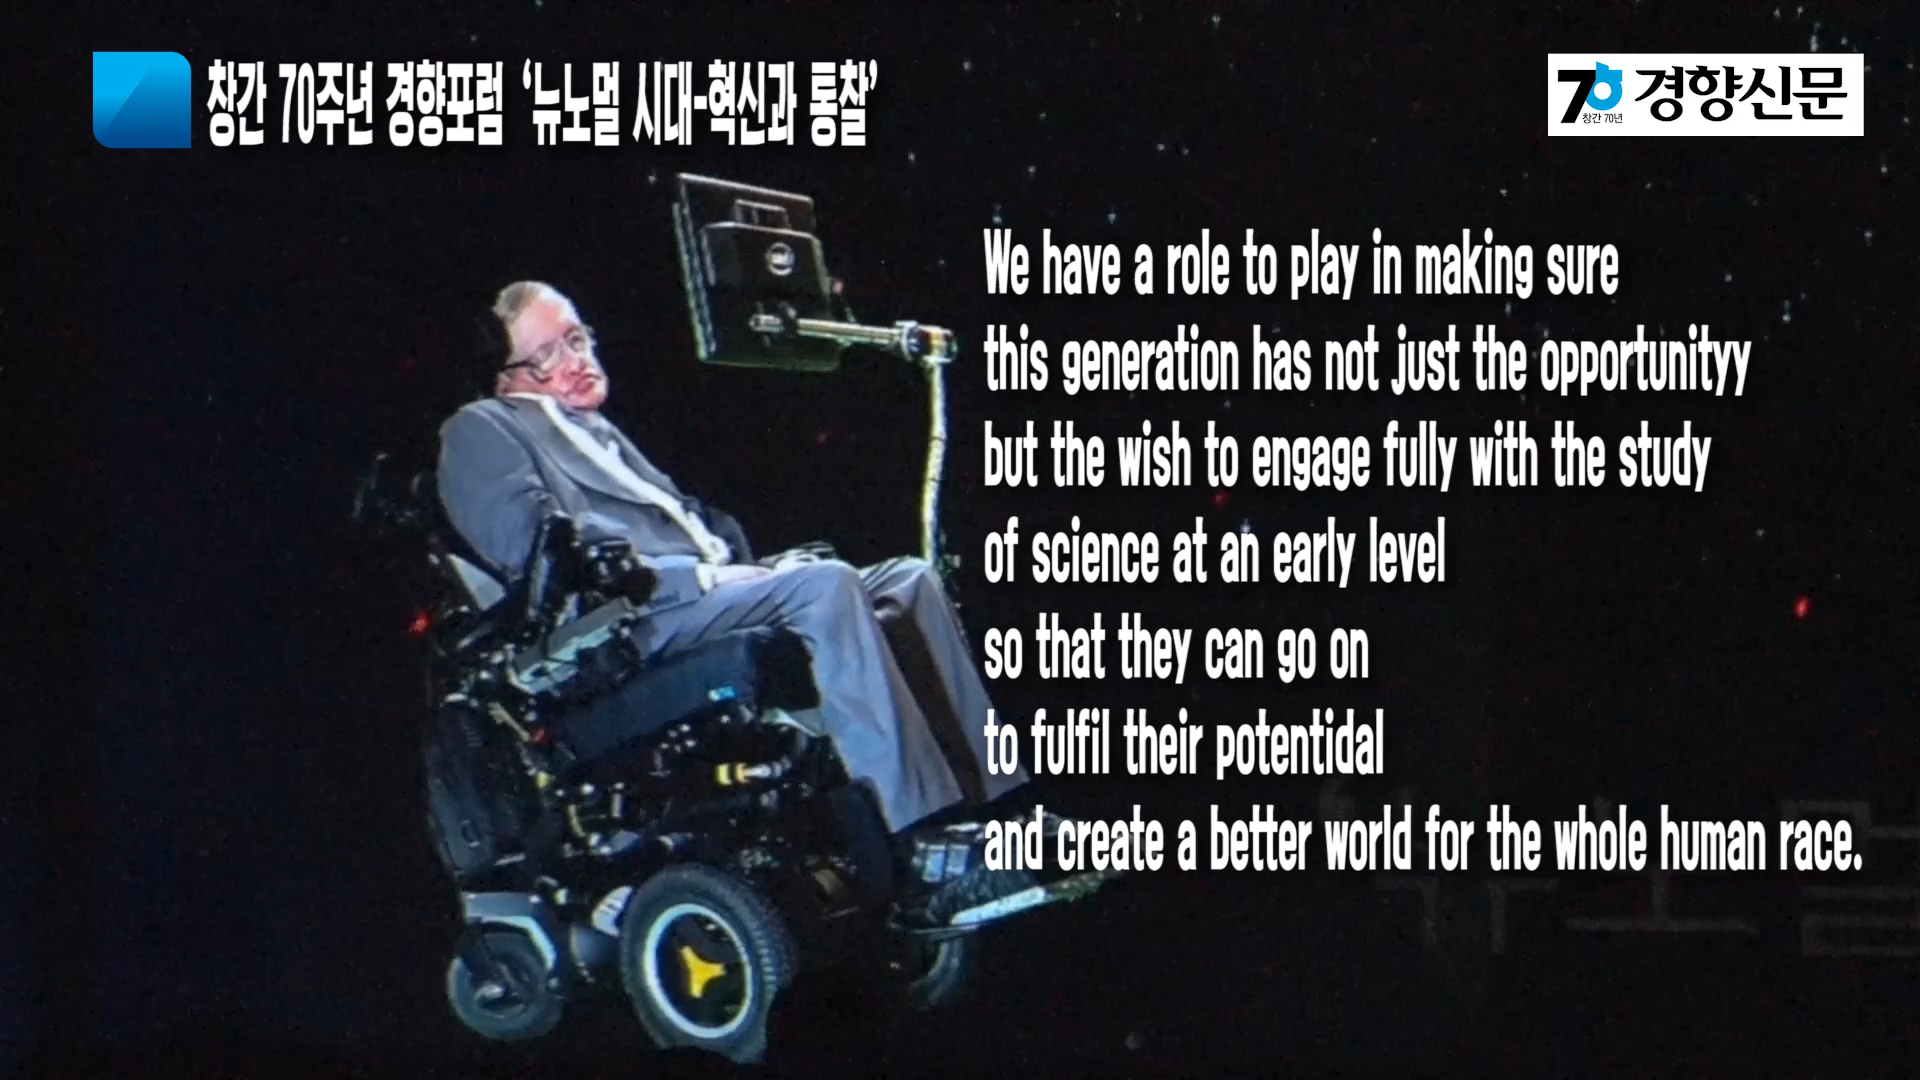 창간 70주년 경향포럼 ‘뉴노멀 시대-혁신과 통찰’
70 경향신문
창간 70년
We have a role to play in making sure
this generation has not just the opportunityy
but the wish to engage fully with the study
of science at an early level
so that they can go on
to fulfil their potentidal
and create a better world for the whole human race.